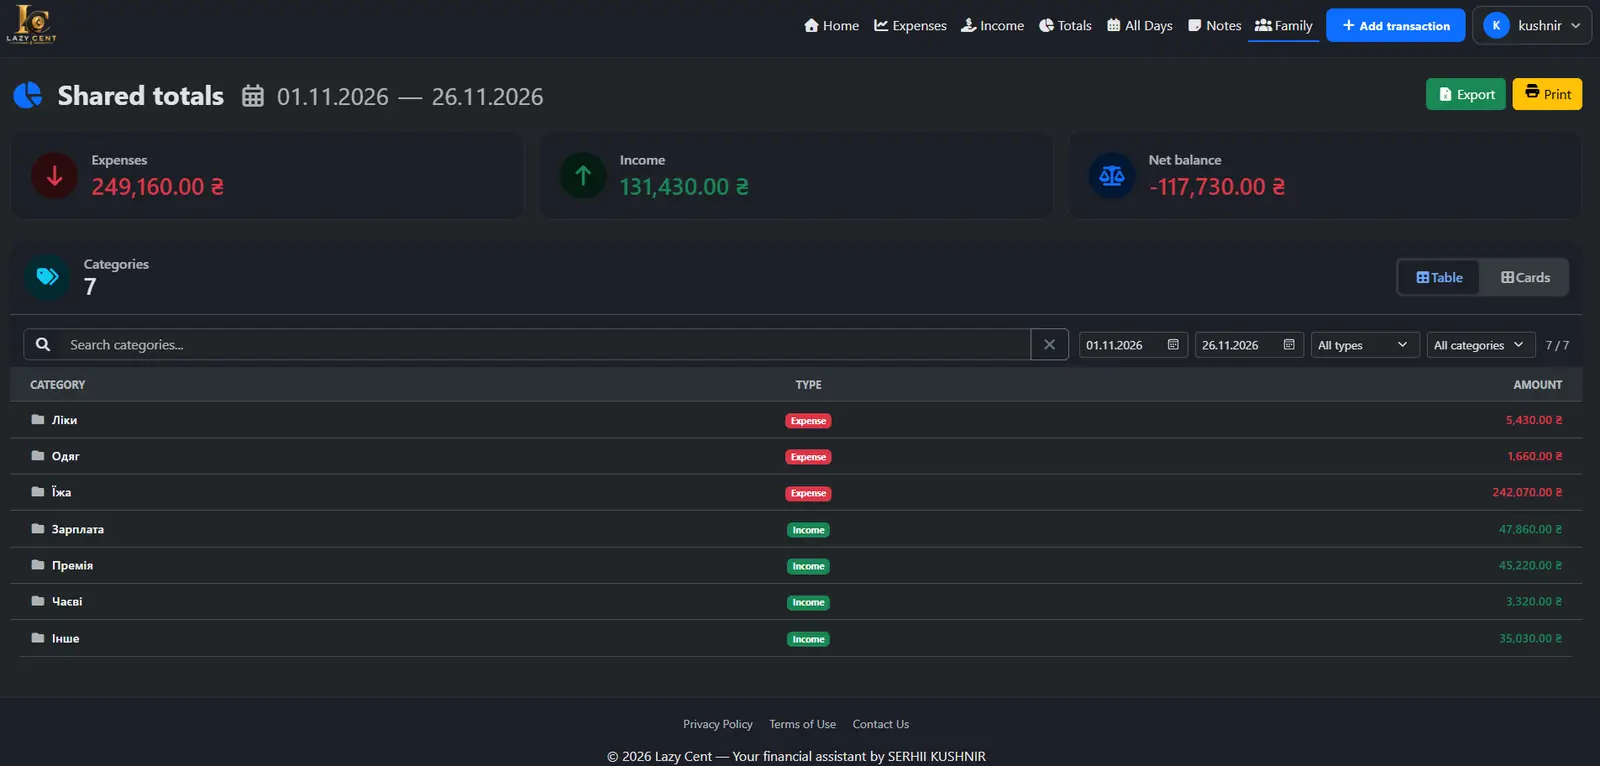 LAZY CENT
Home Expenses Income Totals All Days Notes Family + Add transaction K kushnir
Shared totals 01.11.2026 — 26.11.2026
Export Print
Expenses
249,160.00 ₴
Income
131,430.00 ₴
Net balance
-117,730.00 ₴
Categories
7
Table Cards
Search categories... 01.11.2026 26.11.2026 All types All categories 7 / 7
CATEGORY TYPE AMOUNT
Ліки Expense 5,430.00 ₴
Одяг Expense 1,660.00 ₴
Їжа Expense 242,070.00 ₴
Зарплата Income 47,860.00 ₴
Премія Income 45,220.00 ₴
Чаєві Income 3,320.00 ₴
Інше Income 35,030.00 ₴
Privacy Policy Terms of Use Contact Us
© 2026 Lazy Cent — Your financial assistant by SERHII KUSHNIR